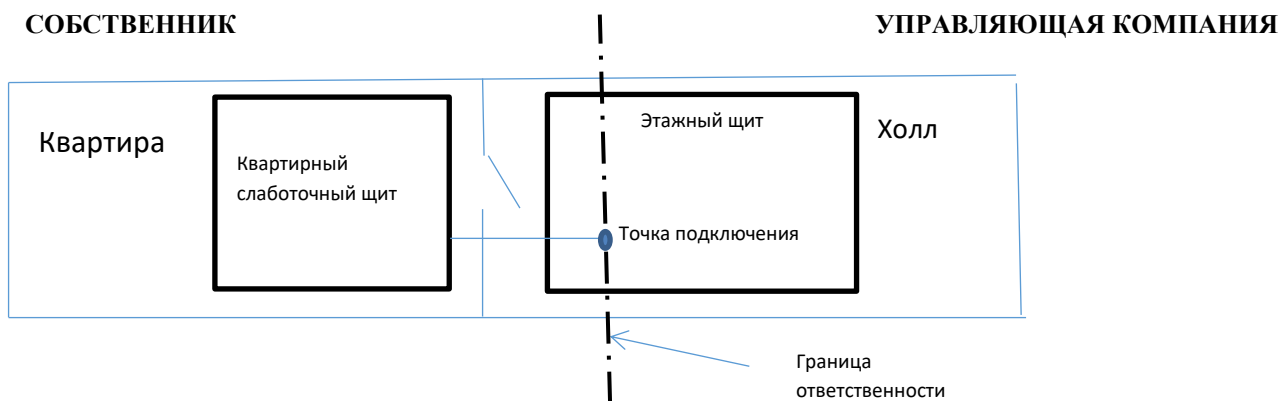 СОБСТВЕННИК
УПРАВЛЯЮЩАЯ КОМПАНИЯ
Квартира
Квартирный
слаботочный щит
Этажный щит
Холл
Точка подключения
Граница
ответственности